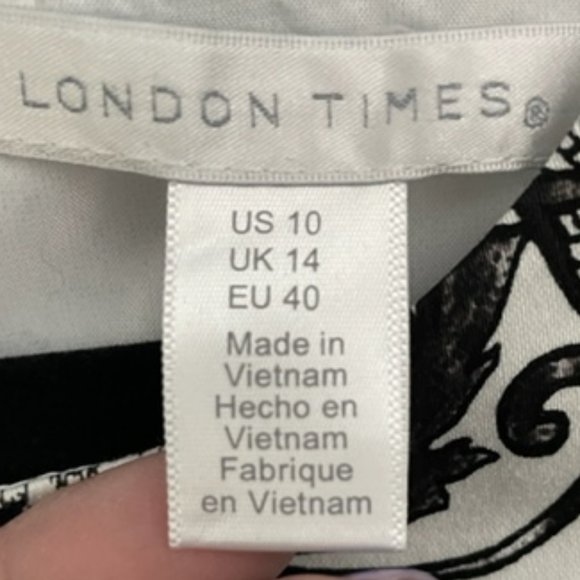 LONDON TIMES®
US 10
UK 14
EU 40
Made in
Vietnam
Hecho en
Vietnam
Fabrique
en Vietnam